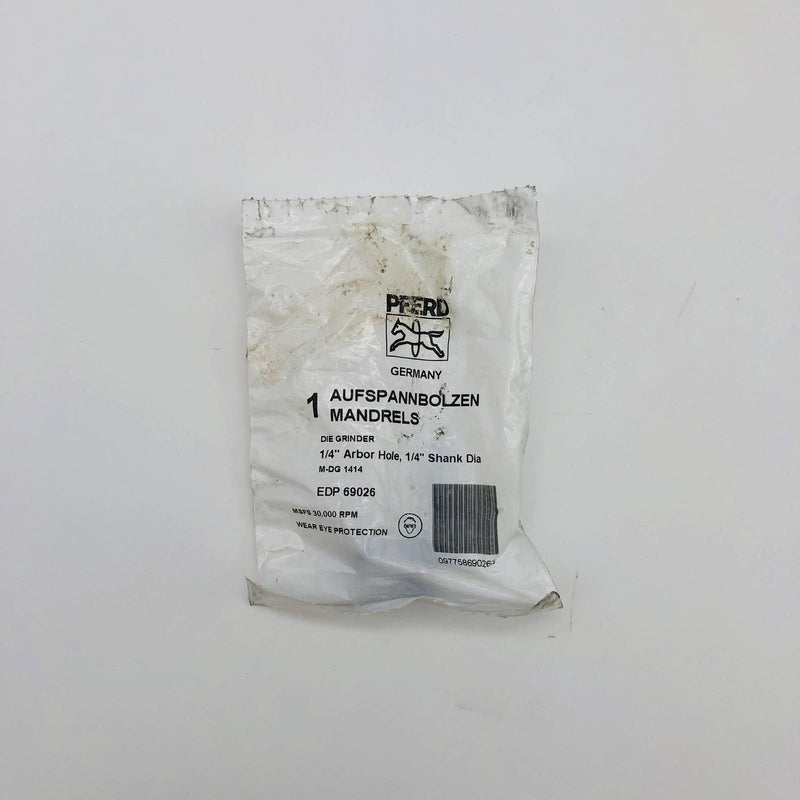 PFERD
GERMANY
1 AUFSPANNBOLZEN
MANDRELS
DIE GRINDER
1/4" Arbor Hole, 1/4" Shank Dia
M-DG 1414
EDP 69026
MSFS 30,000 RPM
WEAR EYE PROTECTION
09775869026